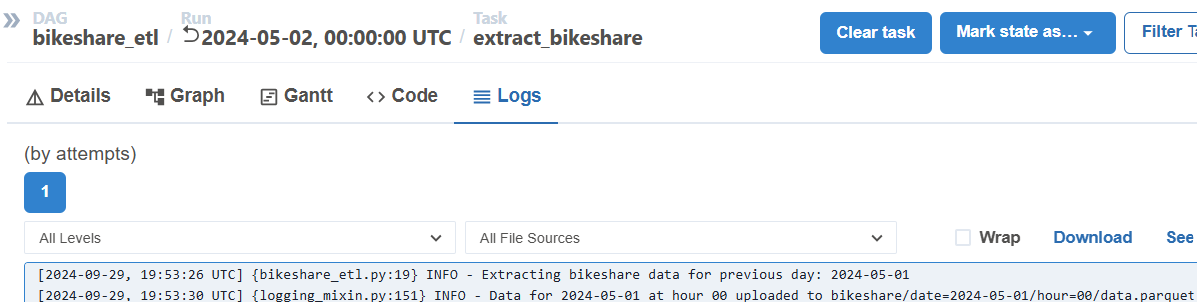 DAG Run Task
bikeshare_etl / 2024-05-02, 00:00:00 UTC / extract_bikeshare
Clear task Mark state as… Filter Ta
Details Graph Gantt Code Logs
(by attempts)
1
All Levels All File Sources Wrap Download See
[2024-09-29, 19:53:26 UTC] {bikeshare_etl.py:19} INFO - Extracting bikeshare data for previous day: 2024-05-01
[2024-09-29, 19:53:30 UTC] {logging_mixin.py:151} INFO - Data for 2024-05-01 at hour 00 uploaded to bikeshare/date=2024-05-01/hour=00/data.parquet